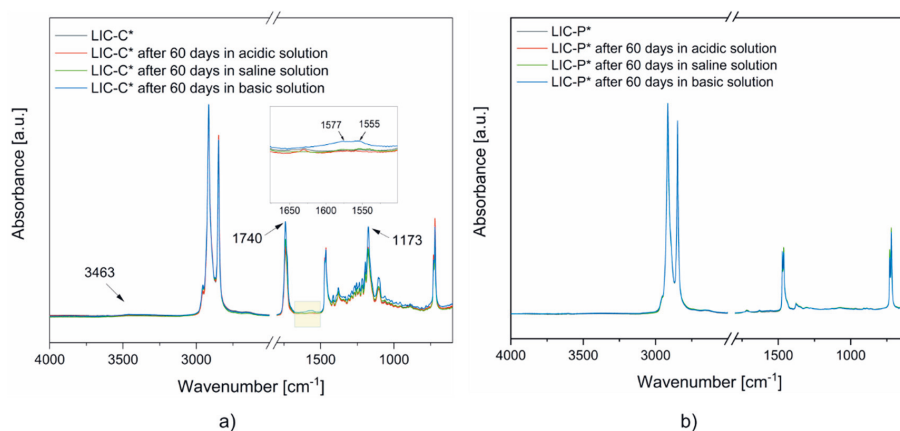 LIC-C*
LIC-C* after 60 days in acidic solution
LIC-C* after 60 days in saline solution
LIC-C* after 60 days in basic solution
1577
1555
1650
1600
1550
1740
1173
3463
Absorbance [a.u.]
4000
3500
2900
1500
1000
Wavenumber [cm-1]
a)
LIC-P*
LIC-P* after 60 days in acidic solution
LIC-P* after 60 days in saline solution
LIC-P* after 60 days in basic solution
Absorbance [a.u.]
4000
3500
2900
1500
1000
Wavenumber [cm-1]
b)